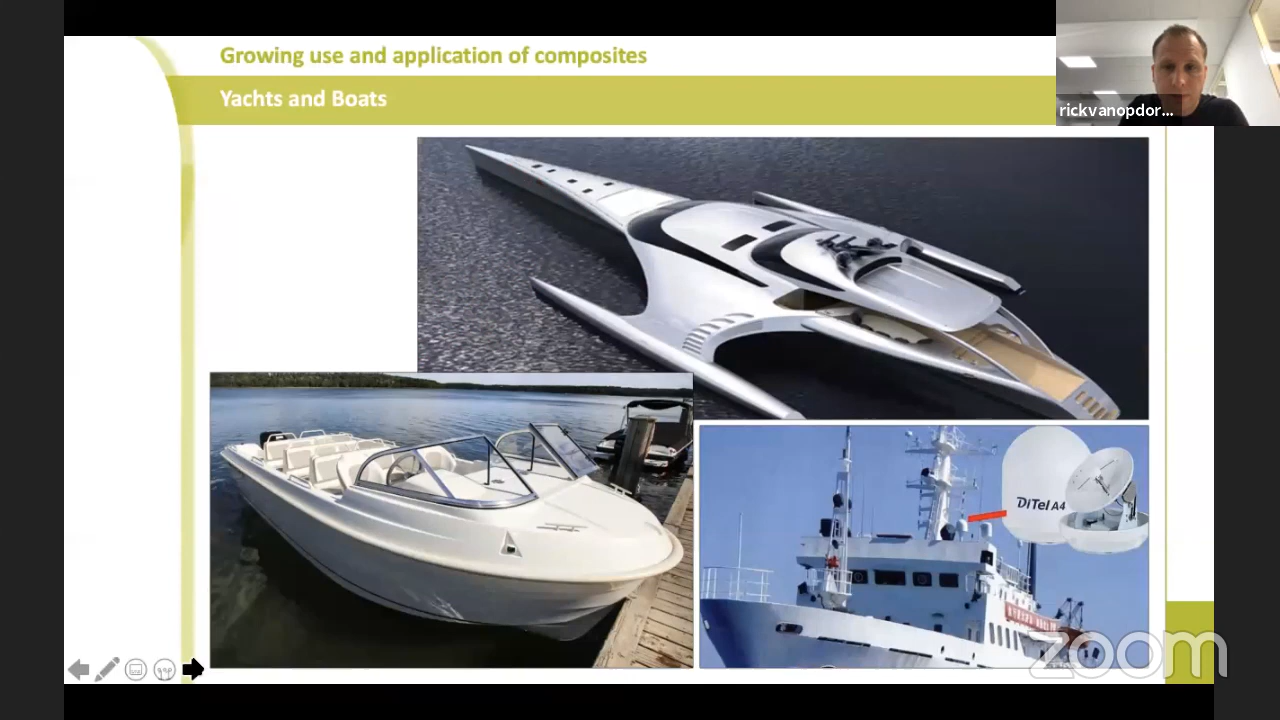 Growing use and application of composites
Yachts and Boats
rickvanopdor...
DiTel A4
zoom